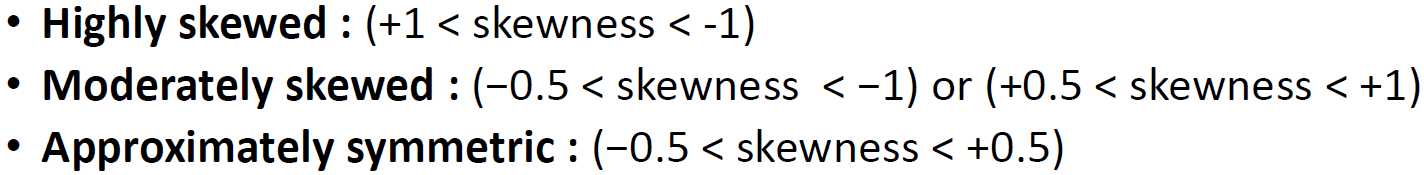 • Highly skewed : (+1 < skewness < -1)
• Moderately skewed : (−0.5 < skewness  < −1) or (+0.5 < skewness < +1)
• Approximately symmetric : (−0.5 < skewness < +0.5)